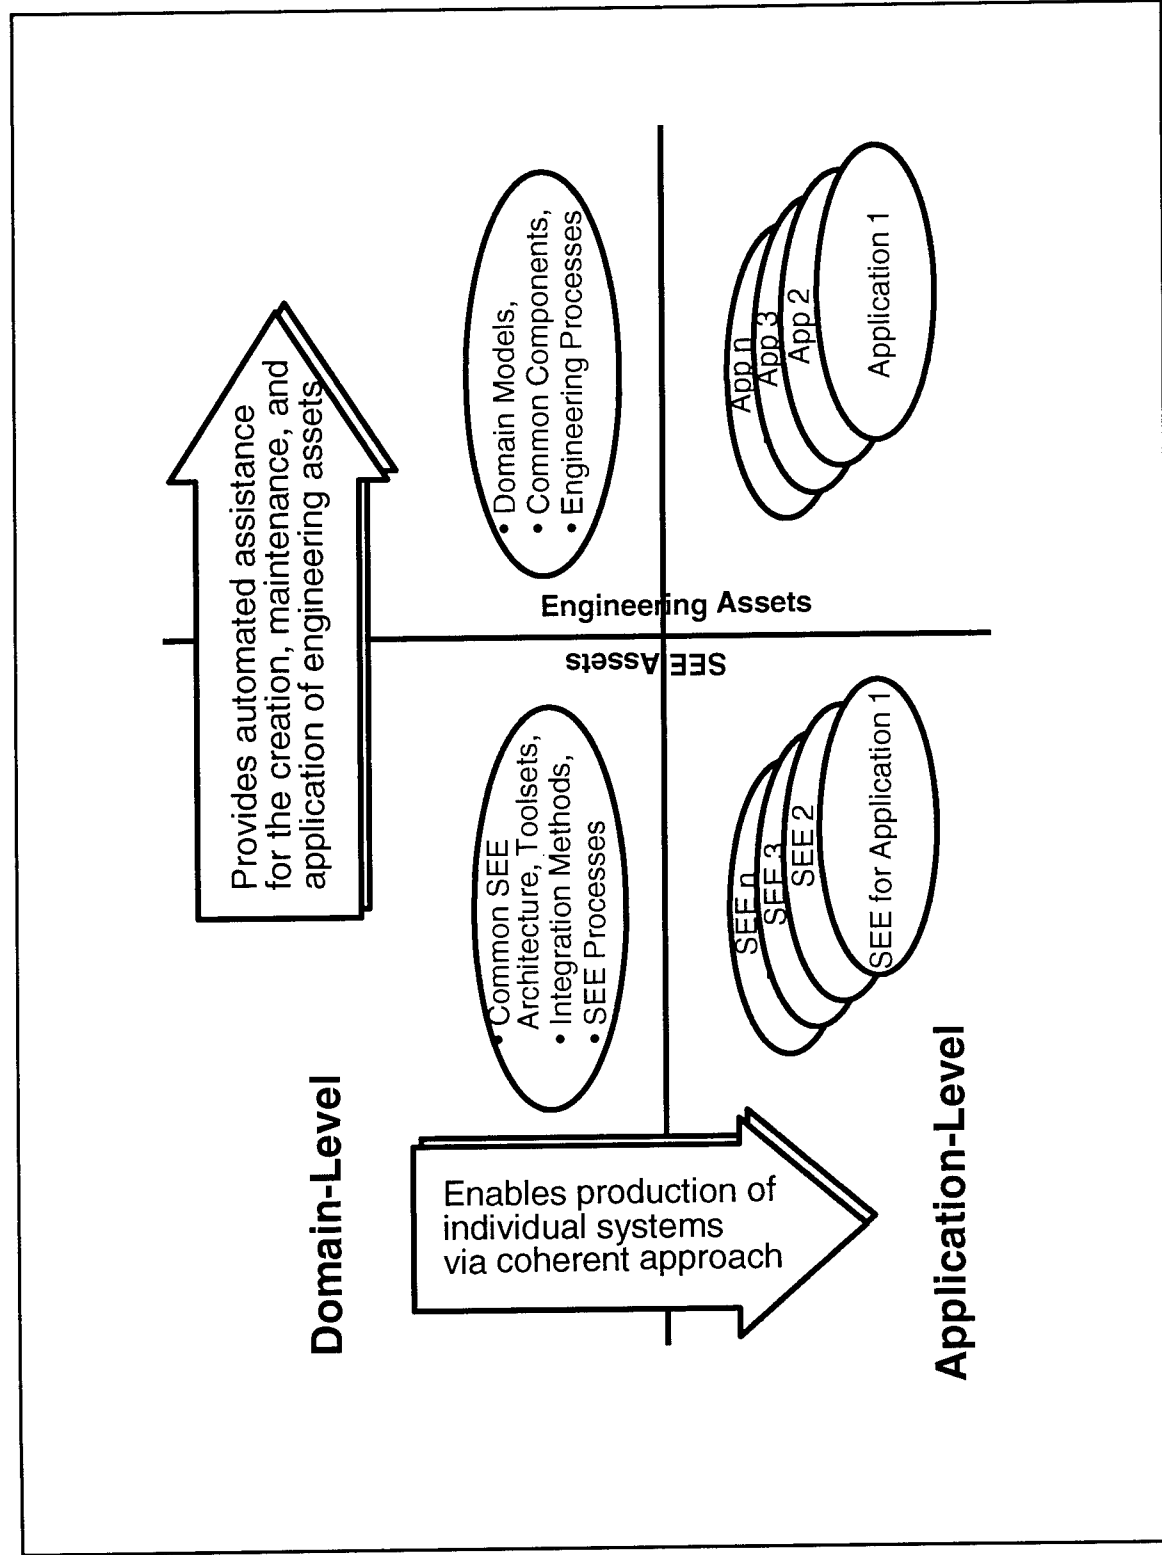 Provides automated assistance
for the creation, maintenance, and
application of engineering assets
Domain-Level
• Common SEE
Architecture, Toolsets,
• Integration Methods,
• SEE Processes
• Domain Models,
• Common Components,
• Engineering Processes
Enables production of
individual systems
via coherent approach
SEE Assets
Engineering Assets
SEE n
SEE 3
SEE 2
SEE for Application 1
App n
App 3
App 2
Application 1
Application-Level